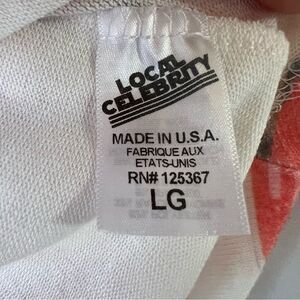 LOCAL
CELEBRITY
MADE IN U.S.A.
FABRIQUE AUX
ETATS-UNIS
RN# 125367
LG